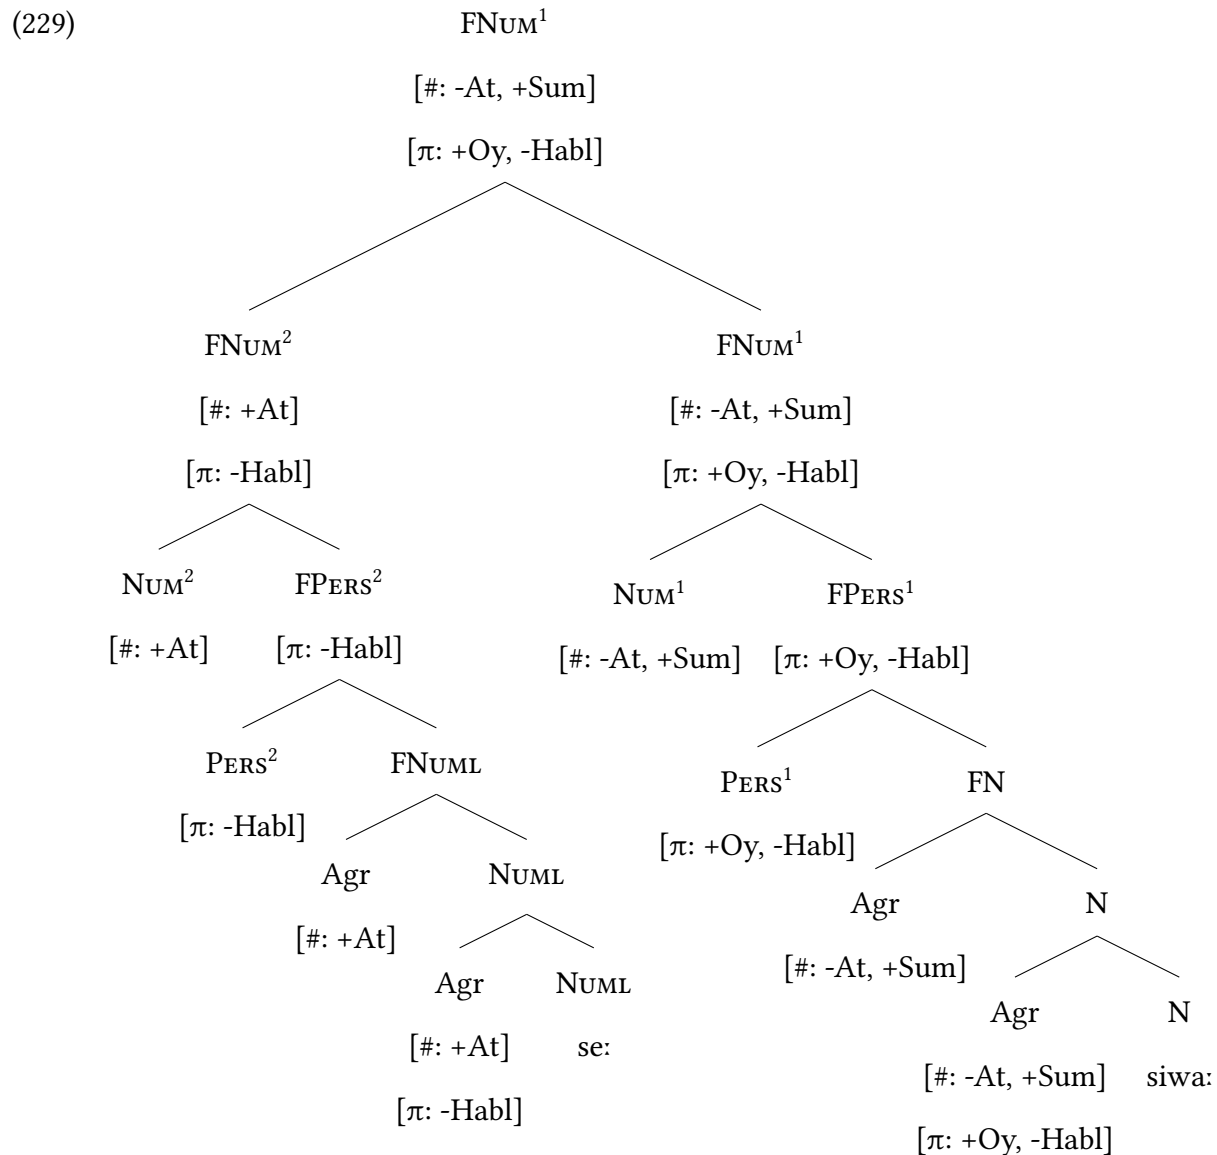 (229) FNUM¹
[#: -At, +Sum]
[π: +Oy, -Habl]
FNUM² FNUM¹
[#: +At] [#: -At, +Sum]
[π: -Habl] [π: +Oy, -Habl]
NUM² FPERS² NUM¹ FPERS¹
[#: +At] [π: -Habl] [#: -At, +Sum] [π: +Oy, -Habl]
PERS² FNUML PERS¹ FN
[π: -Habl] [π: +Oy, -Habl]
Agr NUML Agr N
[#: +At] [#: -At, +Sum]
Agr NUML Agr N
[#: +At] seː [#: -At, +Sum] siwaː
[π: -Habl] [π: +Oy, -Habl]